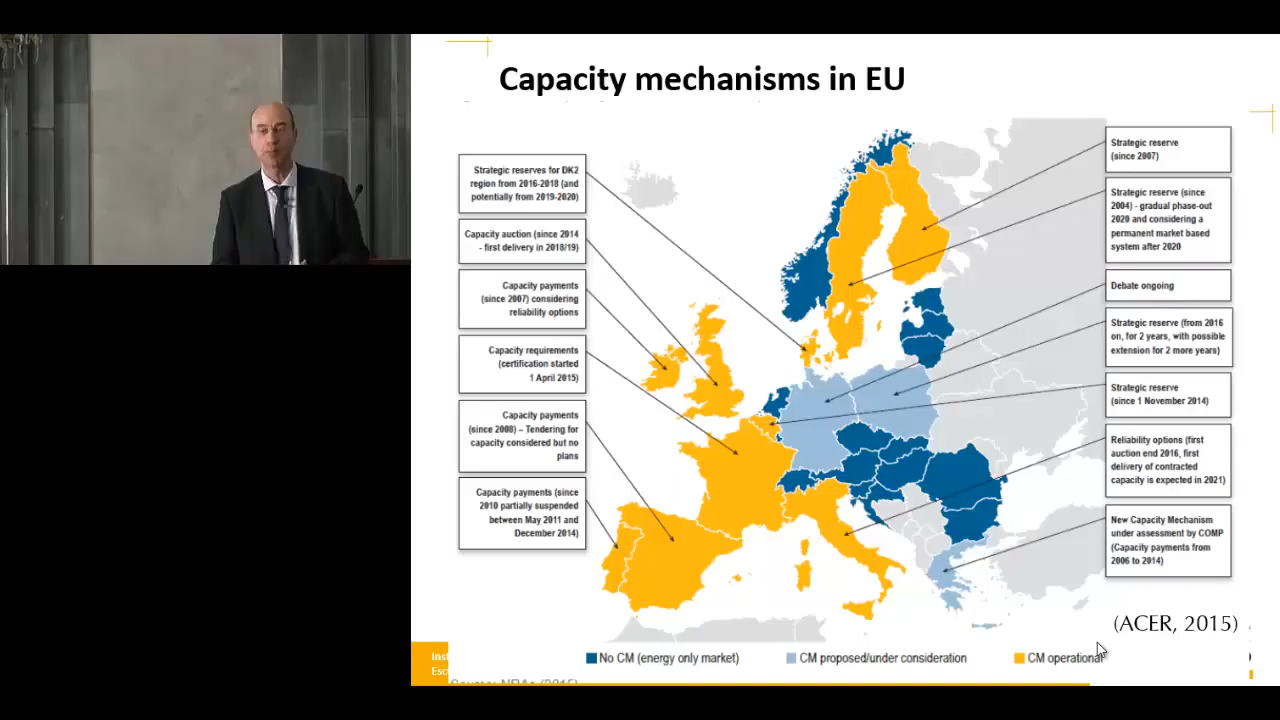 Capacity mechanisms in EU
Strategic reserves for DK2
region from 2016-2018 (and
potentially from 2019-2020)
Capacity auction (since 2014
- first delivery in 2018/19)
Capacity payments
(since 2007) considering
reliability options
Capacity requirements
(certification started
1 April 2015)
Capacity payments
(since 2008) – Tendering for
capacity considered but no
plans
Capacity payments (since
2010 partially suspended
between May 2011 and
December 2014)
Strategic reserve
(since 2007)
Strategic reserve (since
2004) - gradual phase-out
2020 and considering a
permanent market based
system after 2020
Debate ongoing
Strategic reserve (from 2016
on, for 2 years, with possible
extension for 2 more years)
Strategic reserve
(since 1 November 2014)
Reliability options (first
auction end 2016, first
delivery of contracted
capacity is expected in 2021)
New Capacity Mechanism
under assessment by COMP
(Capacity payments from
2006 to 2014)
(ACER, 2015)
No CM (energy only market)
CM proposed/under consideration
CM operational